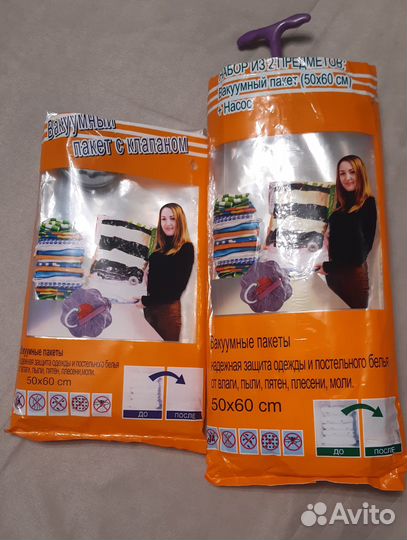 Вакуумный
пакет с клапаном
Вакуумные пакеты
надежная защита одежды и постельного белья
от влаги, пыли, пятен, плесени, моли.
50x60 cm
ДО
ПОСЛЕ
НАБОР ИЗ 2 ПРЕДМЕТОВ:
Вакуумный пакет (50x60 см)
+ Насос
Вакуумные пакеты
надежная защита одежды и постельного белья
от влаги, пыли, пятен, плесени, моли.
50x60 cm
ДО
ПОСЛЕ
Avito